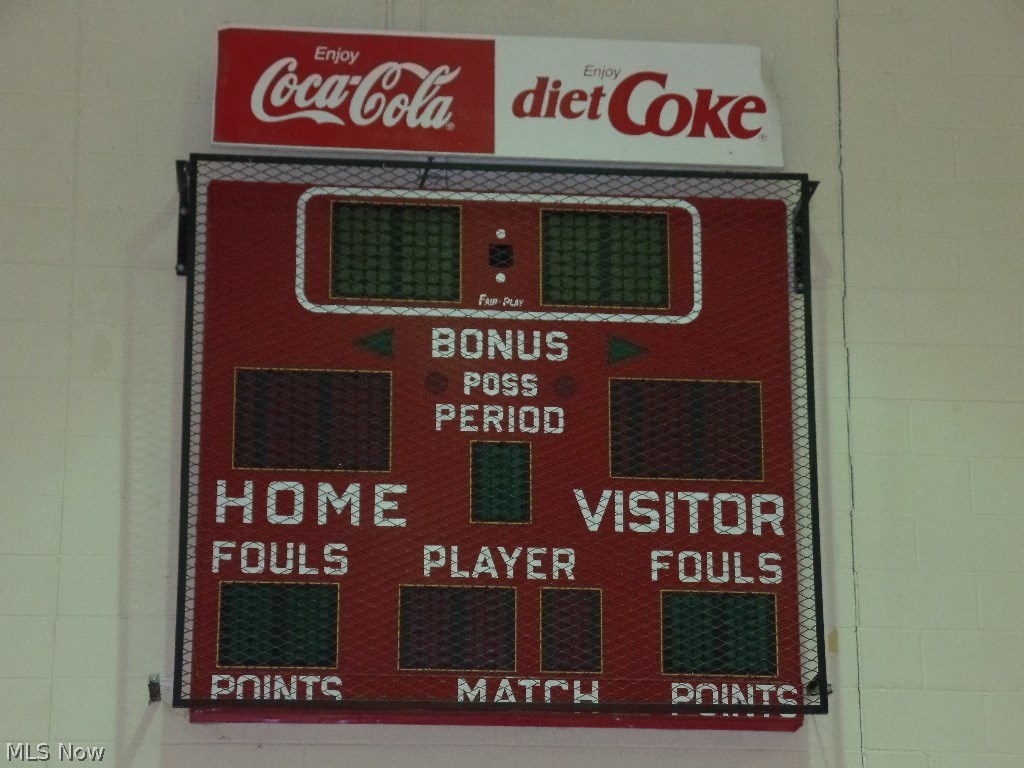 Enjoy
Coca-Cola
Enjoy
diet Coke
FAIR-PLAY
BONUS
POSS
PERIOD
HOME
VISITOR
FOULS
PLAYER
FOULS
POINTS
MATCH
POINTS
MLS Now